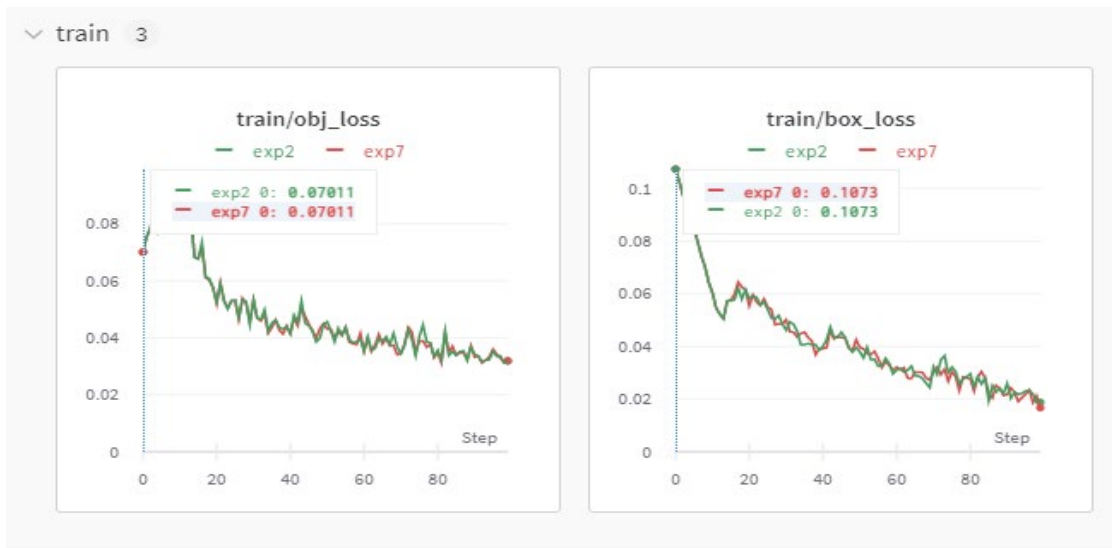 train 3
train/obj_loss
exp2 exp7
exp2 0: 0.07011
exp7 0: 0.07011
0.08
0.06
0.04
0.02
0
Step
0 20 40 60 80
train/box_loss
exp2 exp7
exp7 0: 0.1073
exp2 0: 0.1073
0.1
0.08
0.06
0.04
0.02
0
Step
0 20 40 60 80